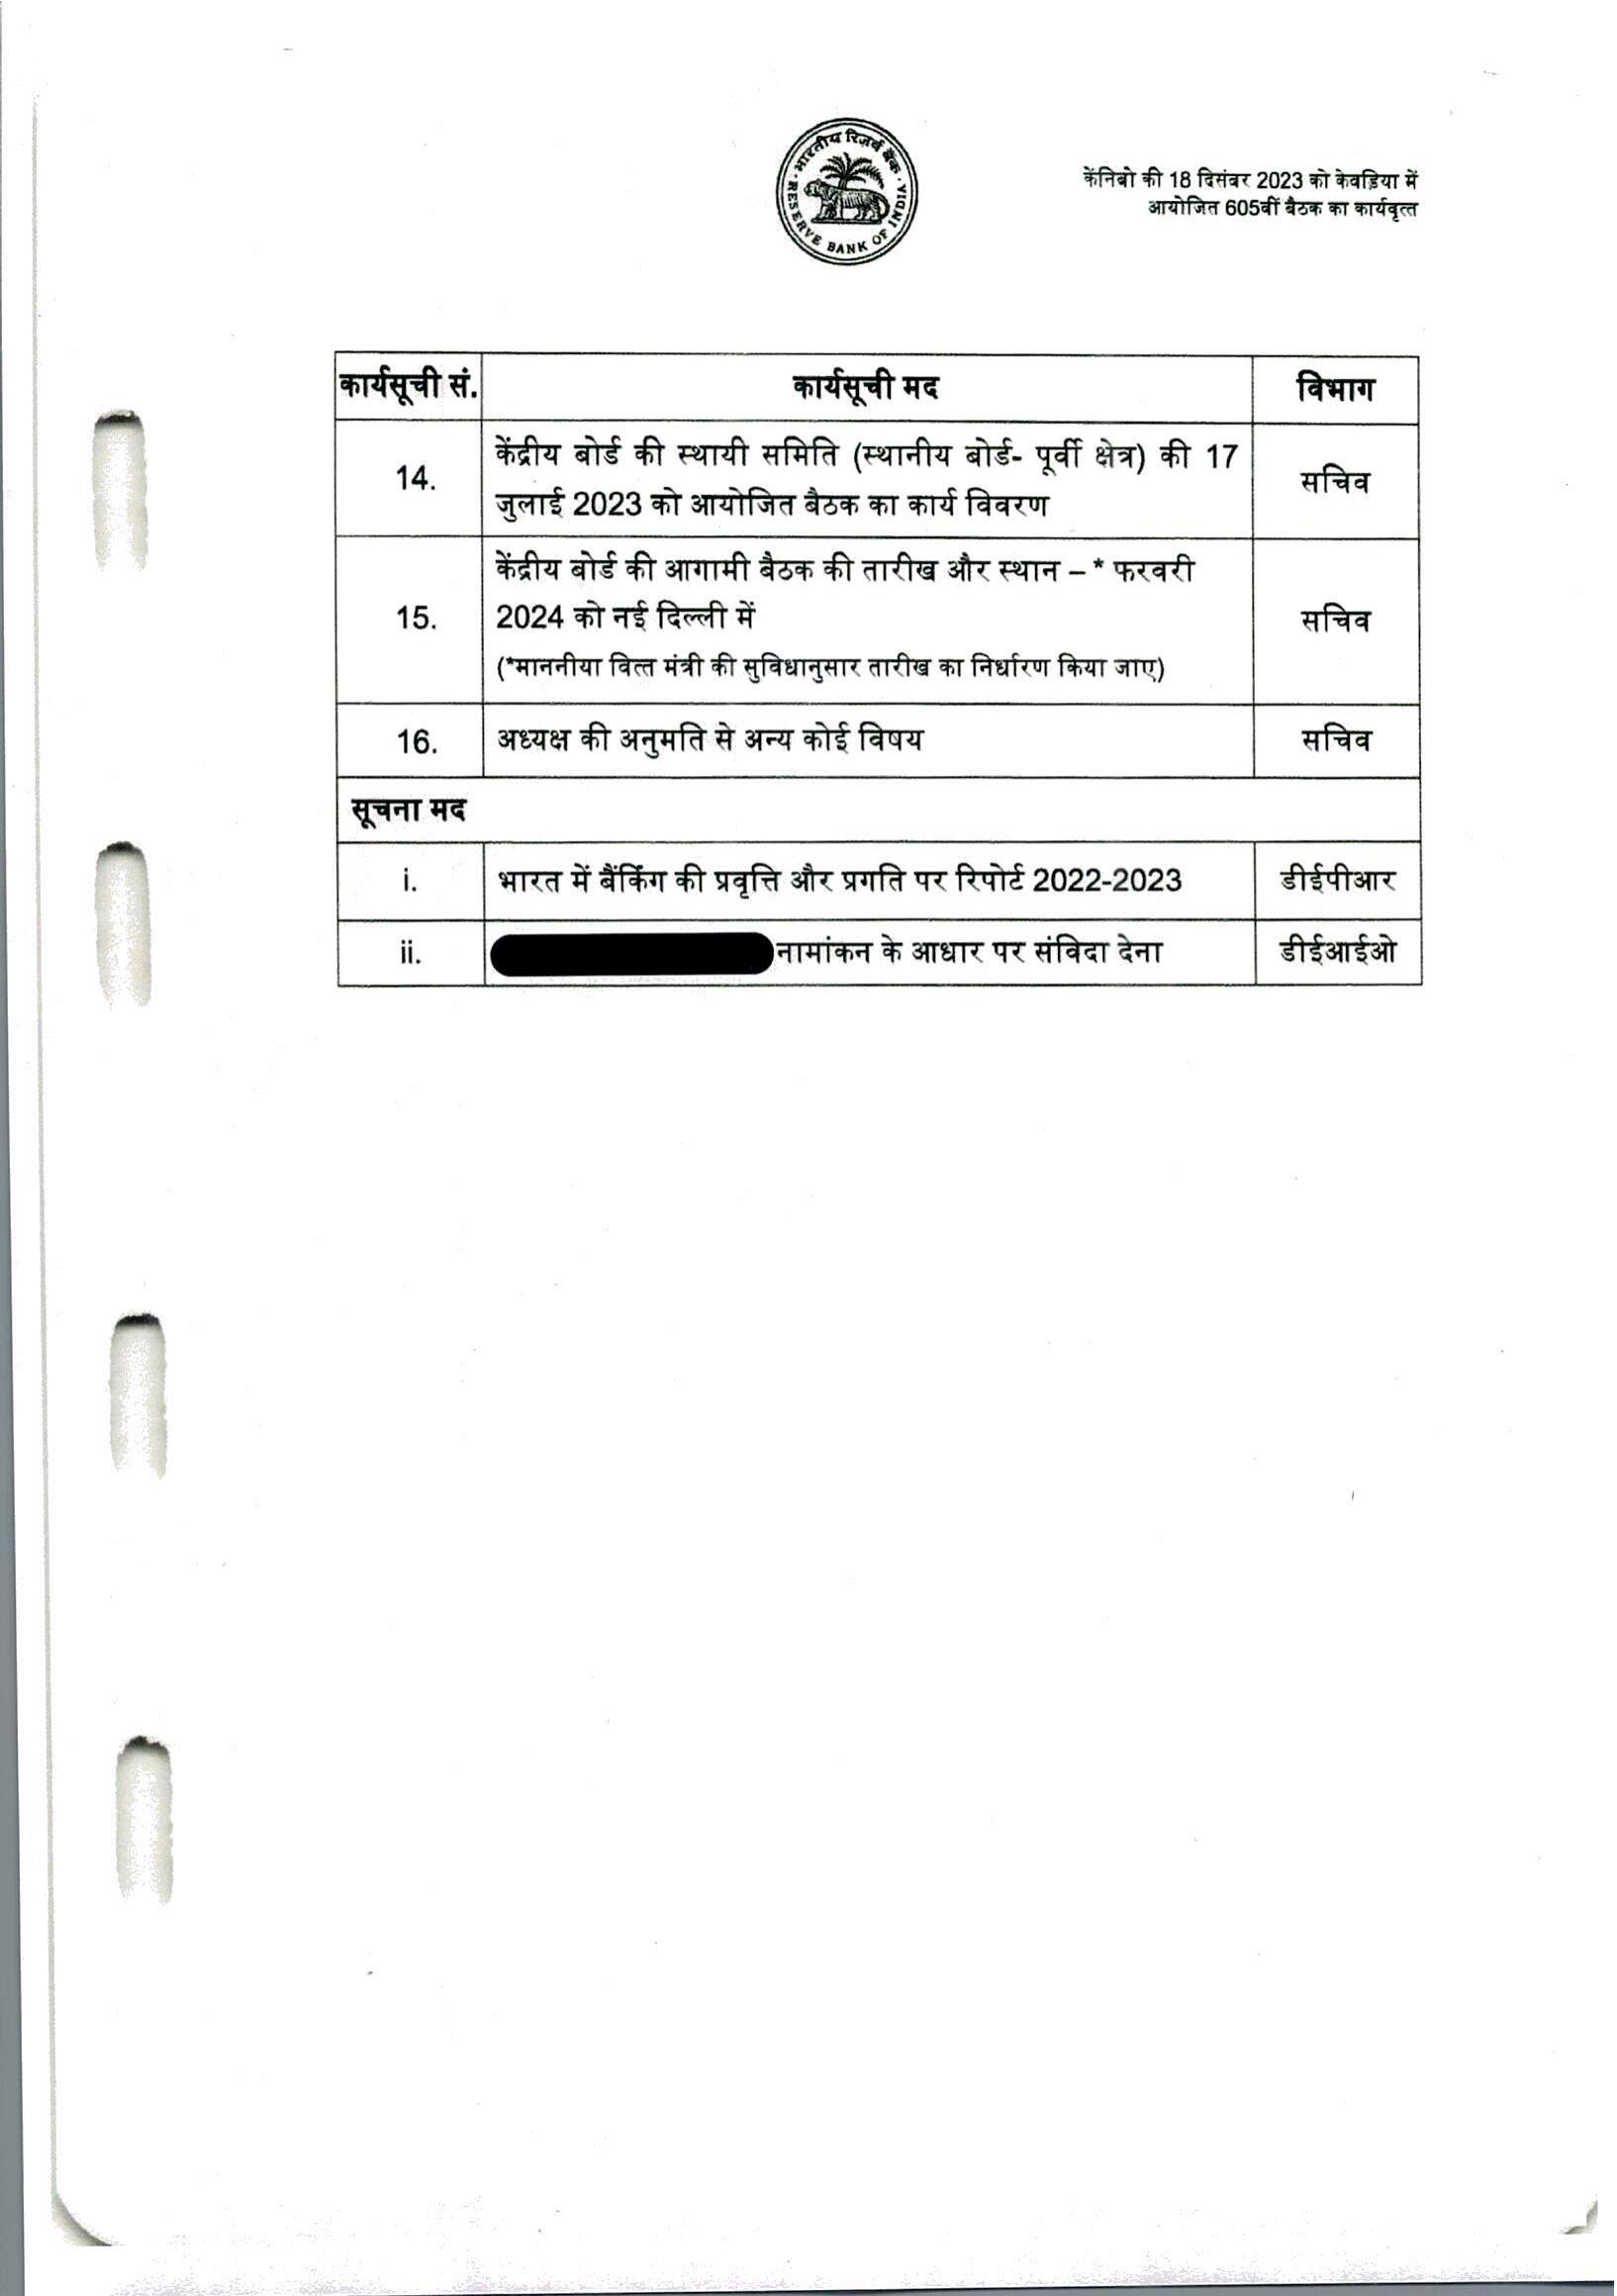 भारतीय रिज़र्व बैंक
RESERVE BANK OF INDIA
केंनिबो की 18 दिसंबर 2023 को केवड़िया में
आयोजित 605वीं बैठक का कार्यवृत्त
कार्यसूची सं. कार्यसूची मद विभाग
14. केंद्रीय बोर्ड की स्थायी समिति (स्थानीय बोर्ड- पूर्वी क्षेत्र) की 17
जुलाई 2023 को आयोजित बैठक का कार्य विवरण सचिव
15. केंद्रीय बोर्ड की आगामी बैठक की तारीख और स्थान – * फरवरी
2024 को नई दिल्ली में सचिव
(*माननीया वित्त मंत्री की सुविधानुसार तारीख का निर्धारण किया जाए)
16. अध्यक्ष की अनुमति से अन्य कोई विषय सचिव
सूचना मद
i. भारत में बैंकिंग की प्रवृत्ति और प्रगति पर रिपोर्ट 2022-2023 डीईपीआर
ii. नामांकन के आधार पर संविदा देना डीईआईओ